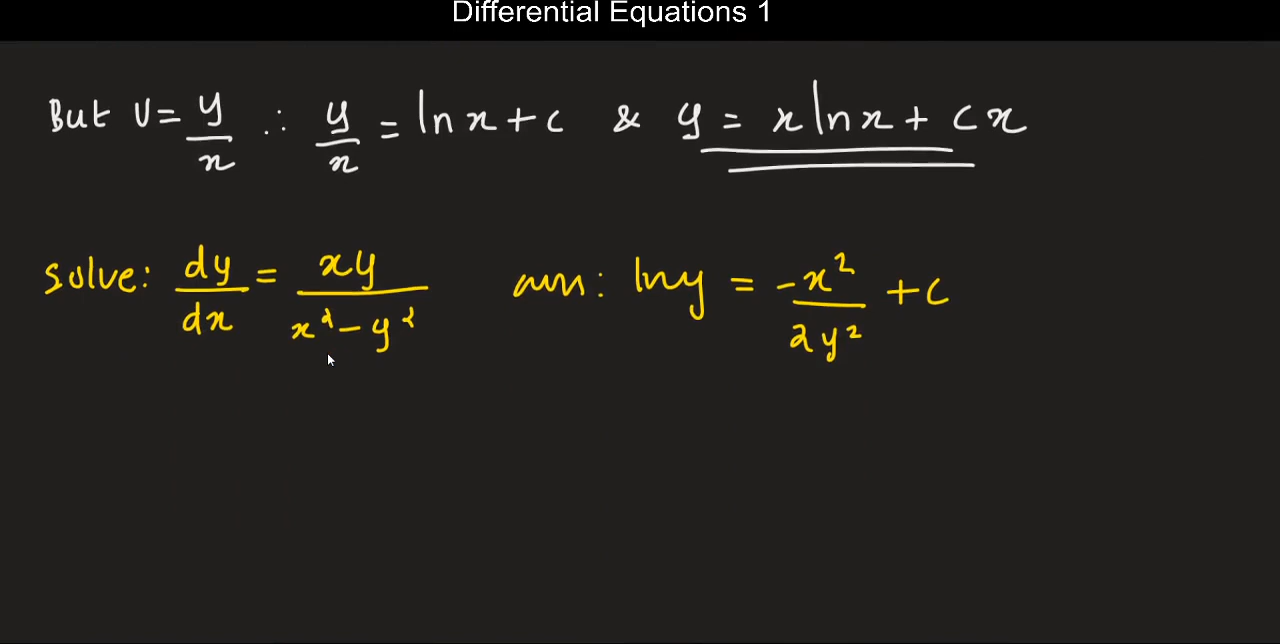 Differential Equations 1
But v = y/x ∴ y/x = ln x + c & y = x ln x + cx
Solve: dy/dx = xy/(x² - y²) ans: ln y = -x²/2y² + c